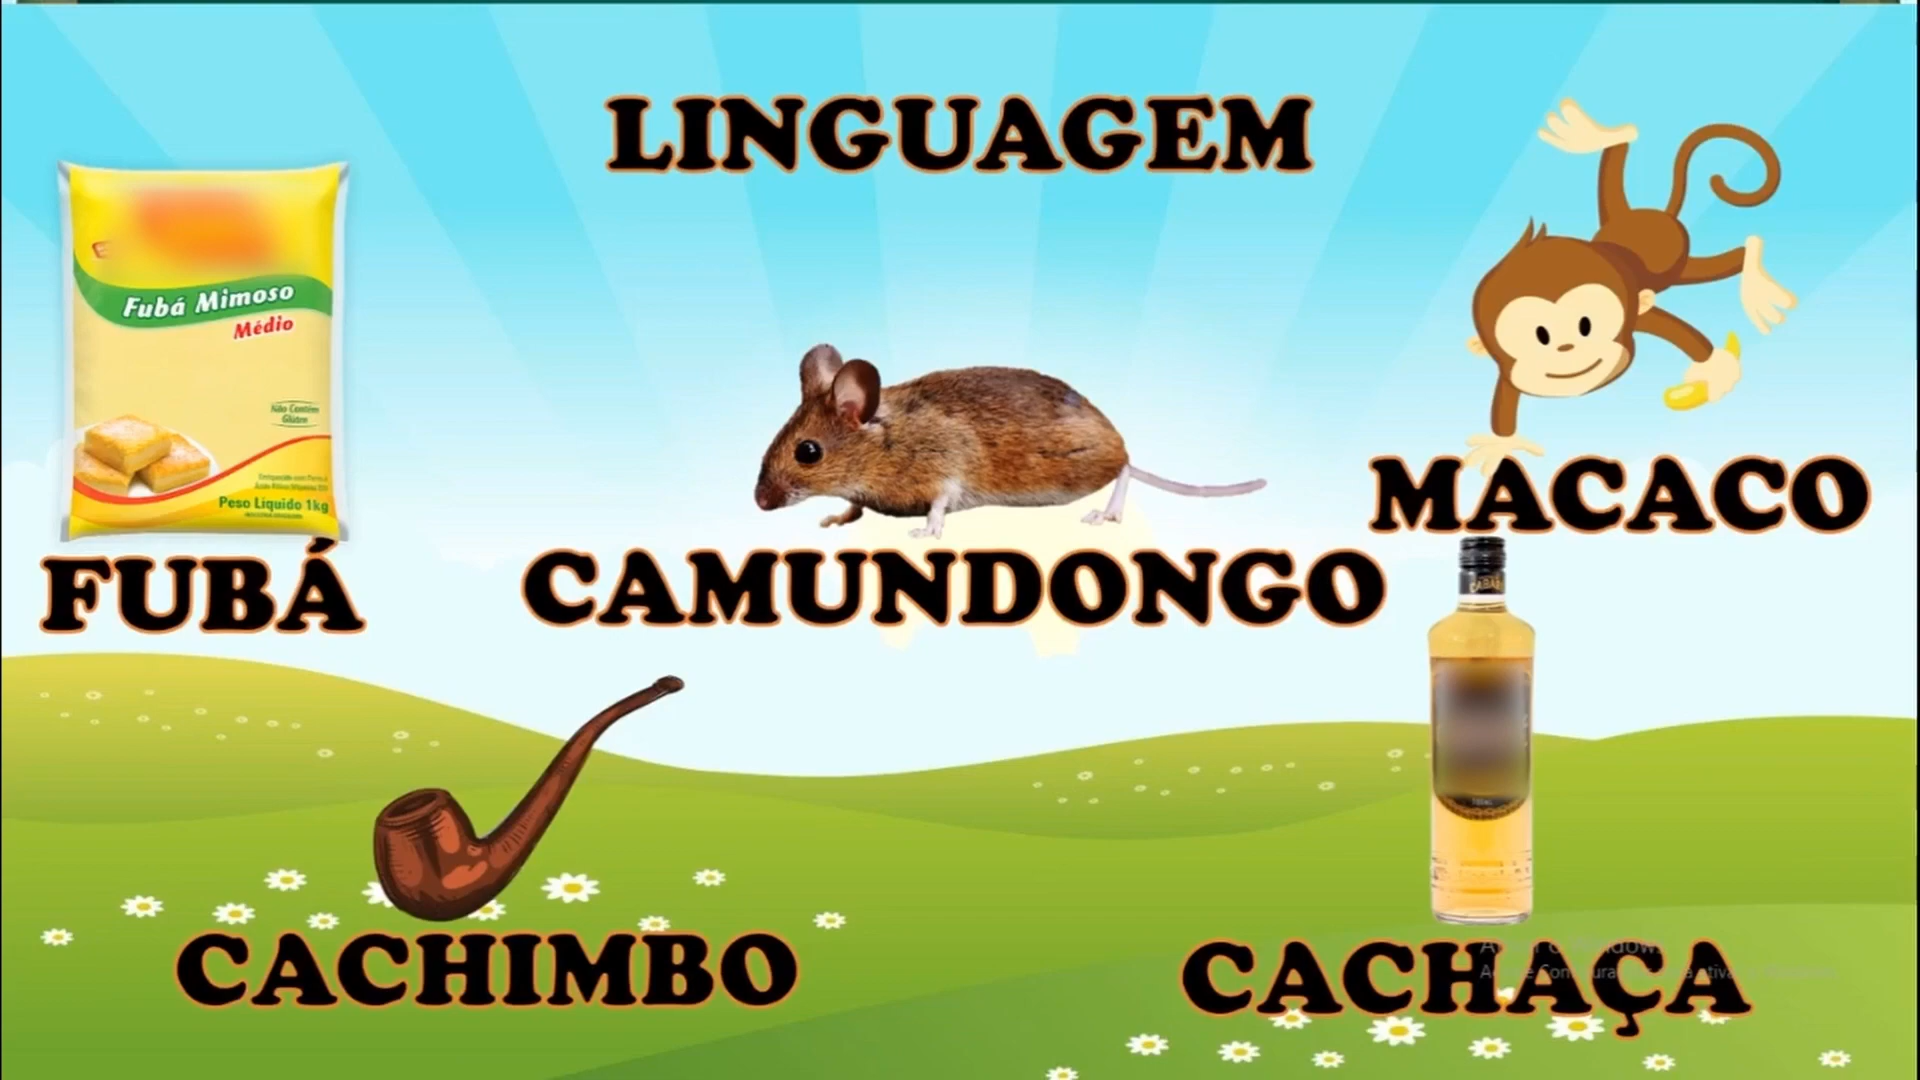 LINGUAGEM
Fubá Mimoso
Médio
Não Contém
Glúten
Peso Líquido 1kg
MACACO
FUBÁ
CAMUNDONGO
CACHIMBO
CACHAÇA